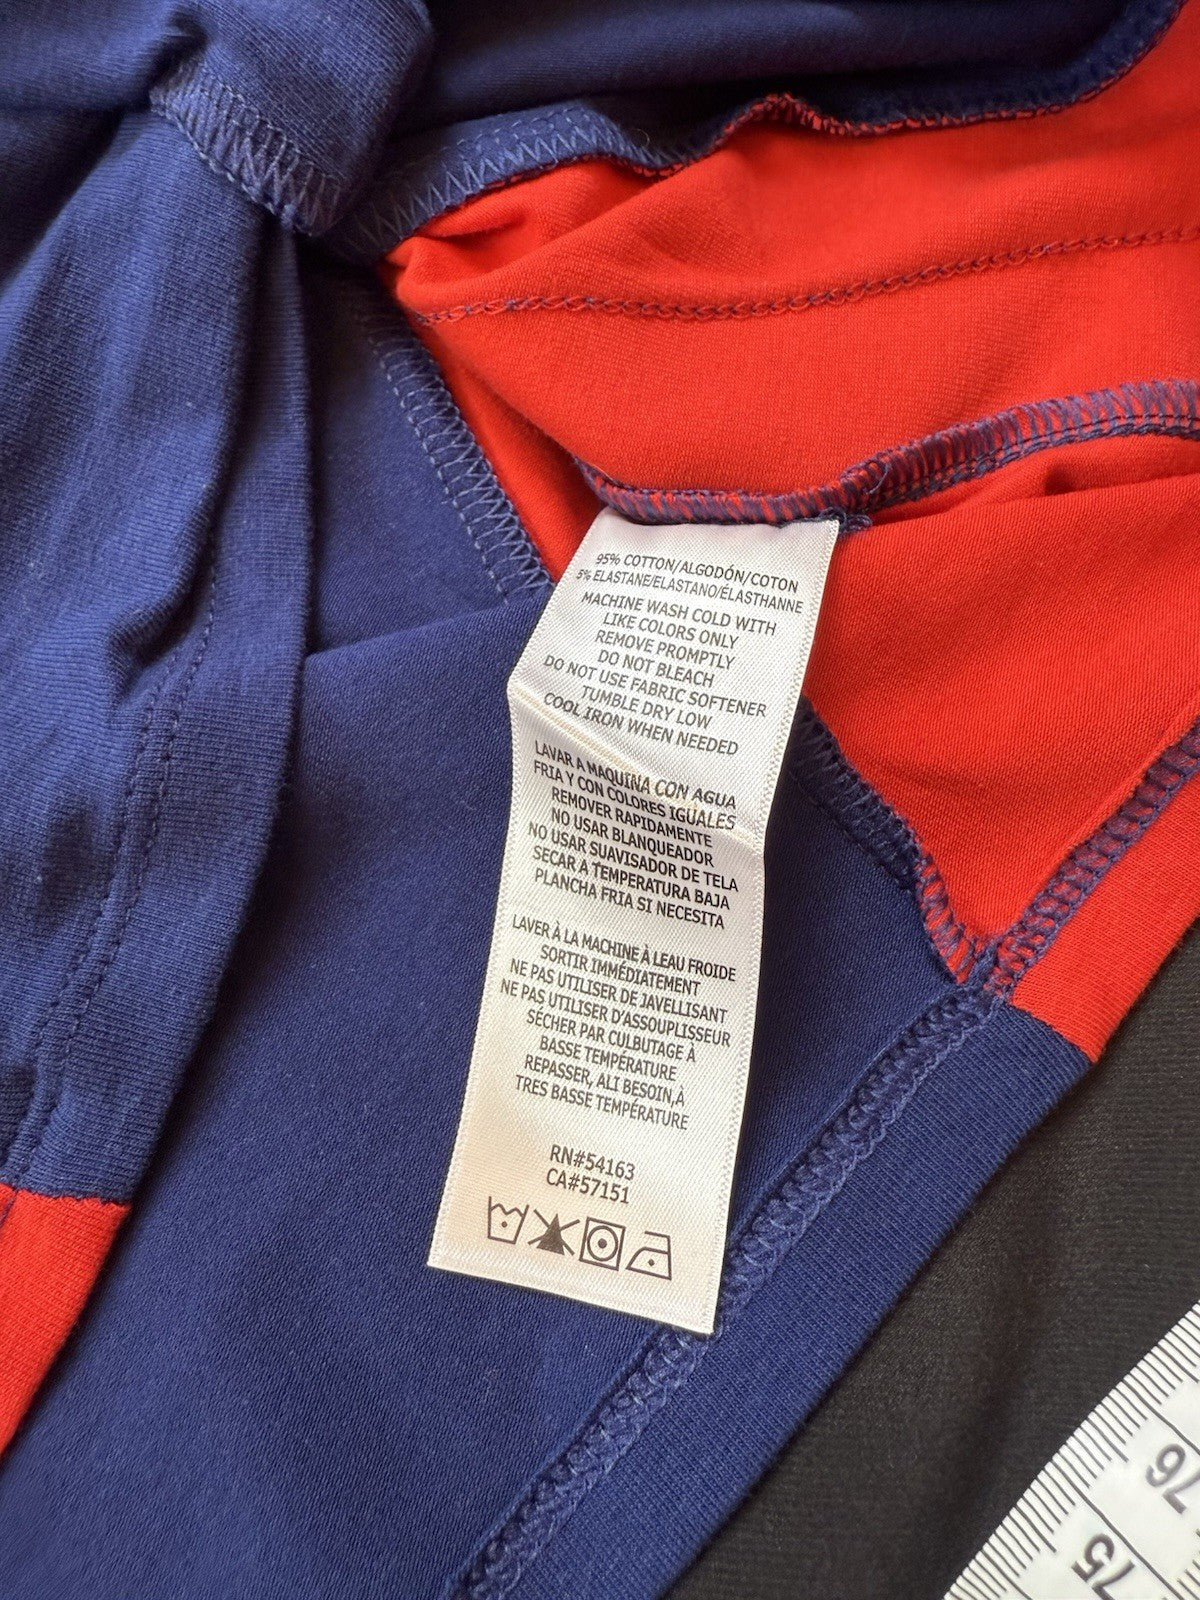 95% COTTON/ALGODÓN/COTON
5% ELASTANE/ELASTANO/ÉLASTHANNE
MACHINE WASH COLD WITH
LIKE COLORS ONLY
REMOVE PROMPTLY
DO NOT BLEACH
DO NOT USE FABRIC SOFTENER
TUMBLE DRY LOW
COOL IRON WHEN NEEDED
LAVAR A MAQUINA CON AGUA
FRIA Y CON COLORES IGUALES
REMOVER RAPIDAMENTE
NO USAR BLANQUEADOR
NO USAR SUAVISADOR DE TELA
SECAR A TEMPERATURA BAJA
PLANCHA FRIA SI NECESITA
LAVER À LA MACHINE À LEAU FROIDE
SORTIR IMMÉDIATEMENT
NE PAS UTILISER DE JAVELLISANT
NE PAS UTILISER D'ASSOUPLISSEUR
SÉCHER PAR CULBUTAGE À
BASSE TEMPÉRATURE
REPASSER, ALI BESOIN,À
TRES BASSE TEMPÉRATURE
RN#54163
CA#57151
76
75